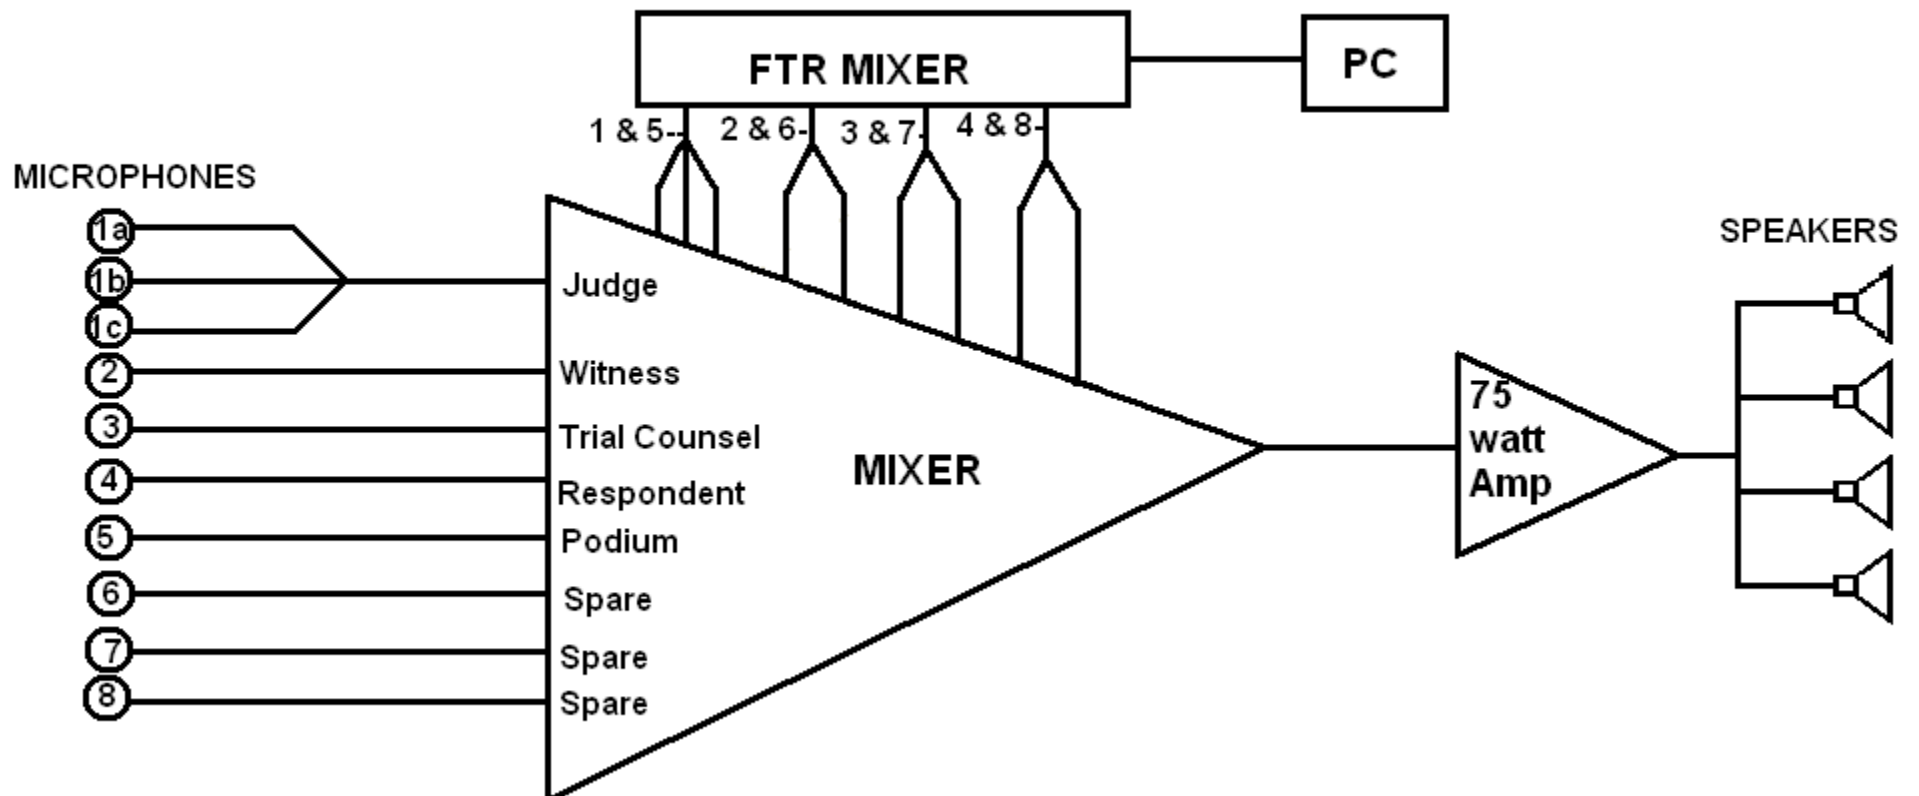 FTR MIXER
PC
1 & 5--
2 & 6-
3 & 7-
4 & 8-
MICROPHONES
1a
1b
1c
2
3
4
5
6
7
8
Judge
Witness
Trial Counsel
Respondent
Podium
Spare
Spare
Spare
MIXER
75
watt
Amp
SPEAKERS